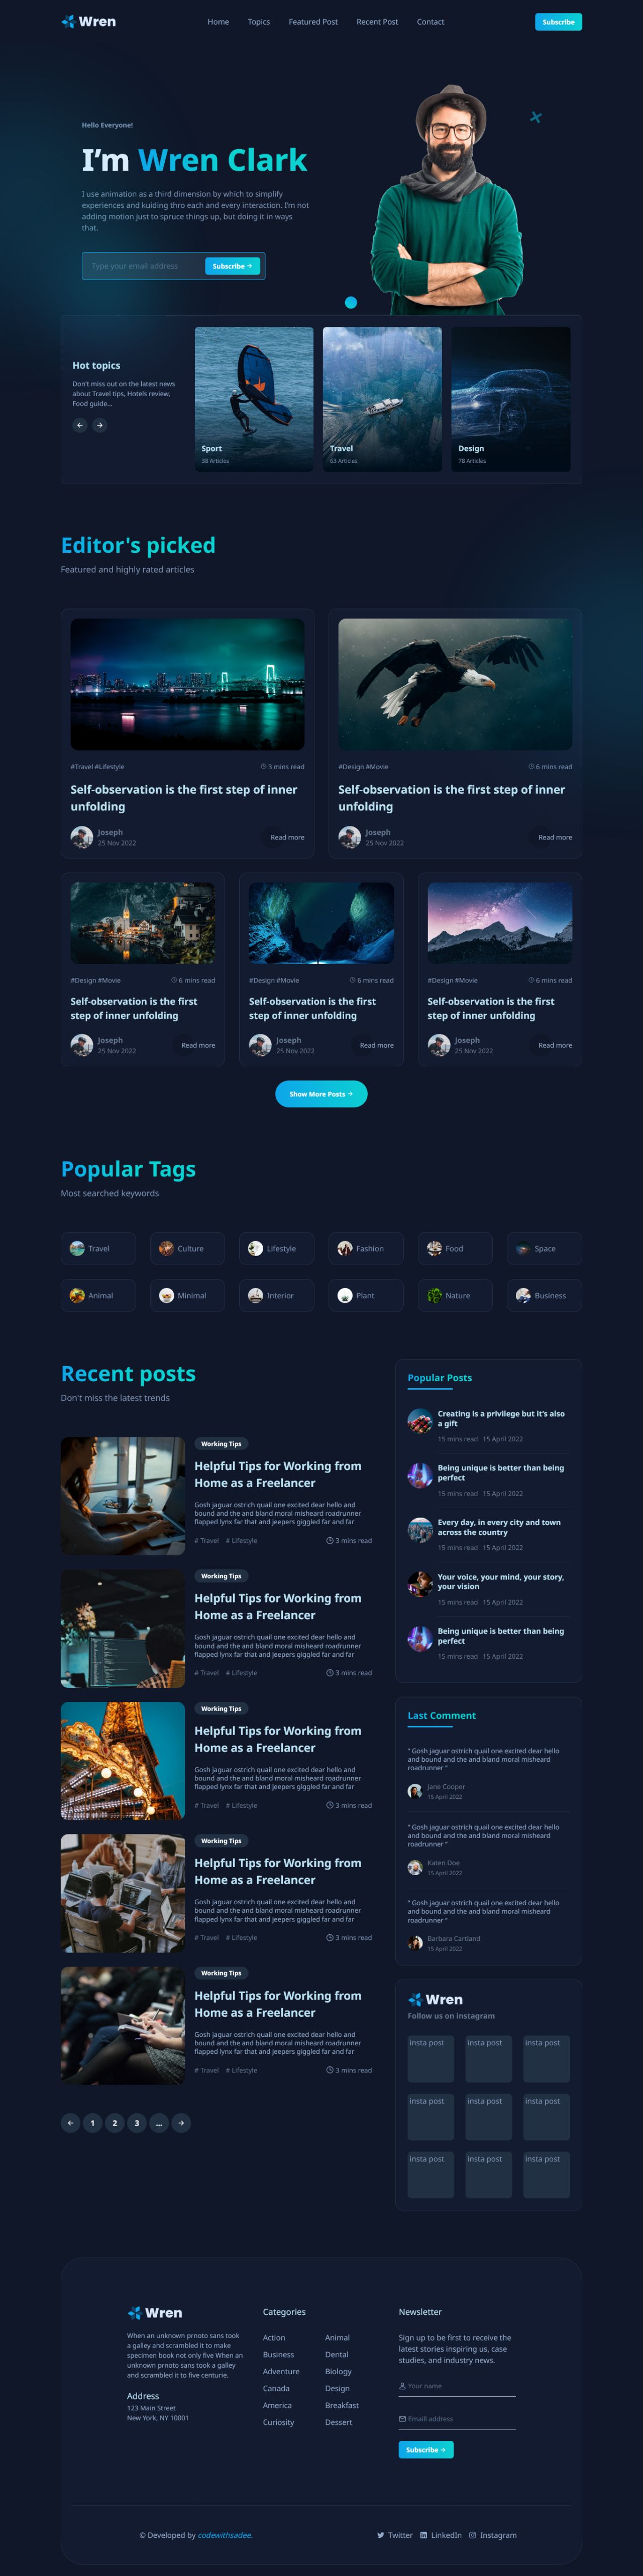 Wren
Home
Topics
Featured Post
Recent Post
Contact
Subscribe
Hello Everyone!
I'm Wren Clark
I use animation as a third dimension by which to simplify
experiences and kuiding thro each and every interaction. I'm not
adding motion just to spruce things up, but doing it in ways
that.
Type your email address
Subscribe
Hot topics
Don't miss out on the latest news
about Travel tips, Hotels review,
Food guide...
Sport
38 Articles
Travel
63 Articles
Design
78 Articles
Editor's picked
Featured and highly rated articles
#Travel #Lifestyle
3 mins read
Self-observation is the first step of inner
unfolding
Joseph
25 Nov 2022
Read more
#Design #Movie
6 mins read
Self-observation is the first step of inner
unfolding
Joseph
25 Nov 2022
Read more
#Design #Movie
6 mins read
Self-observation is the first
step of inner unfolding
Joseph
25 Nov 2022
Read more
#Design #Movie
6 mins read
Self-observation is the first
step of inner unfolding
Joseph
25 Nov 2022
Read more
#Design #Movie
6 mins read
Self-observation is the first
step of inner unfolding
Joseph
25 Nov 2022
Read more
Show More Posts
Popular Tags
Most searched keywords
Travel
Culture
Lifestyle
Fashion
Food
Space
Animal
Minimal
Interior
Plant
Nature
Business
Recent posts
Don't miss the latest trends
Working Tips
Helpful Tips for Working from
Home as a Freelancer
Gosh jaguar ostrich quail one excited dear hello and
bound and the and bland moral misheard roadrunner
flapped lynx far that and jeepers giggled far and far
# Travel # Lifestyle
3 mins read
Working Tips
Helpful Tips for Working from
Home as a Freelancer
Gosh jaguar ostrich quail one excited dear hello and
bound and the and bland moral misheard roadrunner
flapped lynx far that and jeepers giggled far and far
# Travel # Lifestyle
3 mins read
Working Tips
Helpful Tips for Working from
Home as a Freelancer
Gosh jaguar ostrich quail one excited dear hello and
bound and the and bland moral misheard roadrunner
flapped lynx far that and jeepers giggled far and far
# Travel # Lifestyle
3 mins read
Working Tips
Helpful Tips for Working from
Home as a Freelancer
Gosh jaguar ostrich quail one excited dear hello and
bound and the and bland moral misheard roadrunner
flapped lynx far that and jeepers giggled far and far
# Travel # Lifestyle
3 mins read
Working Tips
Helpful Tips for Working from
Home as a Freelancer
Gosh jaguar ostrich quail one excited dear hello and
bound and the and bland moral misheard roadrunner
flapped lynx far that and jeepers giggled far and far
# Travel # Lifestyle
3 mins read
1
2
3
...
Popular Posts
Creating is a privilege but it's also
a gift
15 mins read 15 April 2022
Being unique is better than being
perfect
15 mins read 15 April 2022
Every day, in every city and town
across the country
15 mins read 15 April 2022
Your voice, your mind, your story,
your vision
15 mins read 15 April 2022
Being unique is better than being
perfect
15 mins read 15 April 2022
Last Comment
" Gosh jaguar ostrich quail one excited dear hello
and bound and the and bland moral misheard
roadrunner "
Jane Cooper
15 April 2022
" Gosh jaguar ostrich quail one excited dear hello
and bound and the and bland moral misheard
roadrunner "
Katen Doe
15 April 2022
" Gosh jaguar ostrich quail one excited dear hello
and bound and the and bland moral misheard
roadrunner "
Barbara Cartland
15 April 2022
Wren
Follow us on instagram
insta post
insta post
insta post
insta post
insta post
insta post
insta post
insta post
insta post
Wren
When an unknown prnoto sans took
a galley and scrambled it to make
specimen book not only five When an
unknown prnoto sans took a galley
and scrambled it to five centurie.
Address
123 Main Street
New York, NY 10001
Categories
Action
Business
Adventure
Canada
America
Curiosity
Animal
Dental
Biology
Design
Breakfast
Dessert
Newsletter
Sign up to be first to receive the
latest stories inspiring us, case
studies, and industry news.
Your name
Emaill address
Subscribe
© Developed by codewithsadee.
Twitter
LinkedIn
Instagram